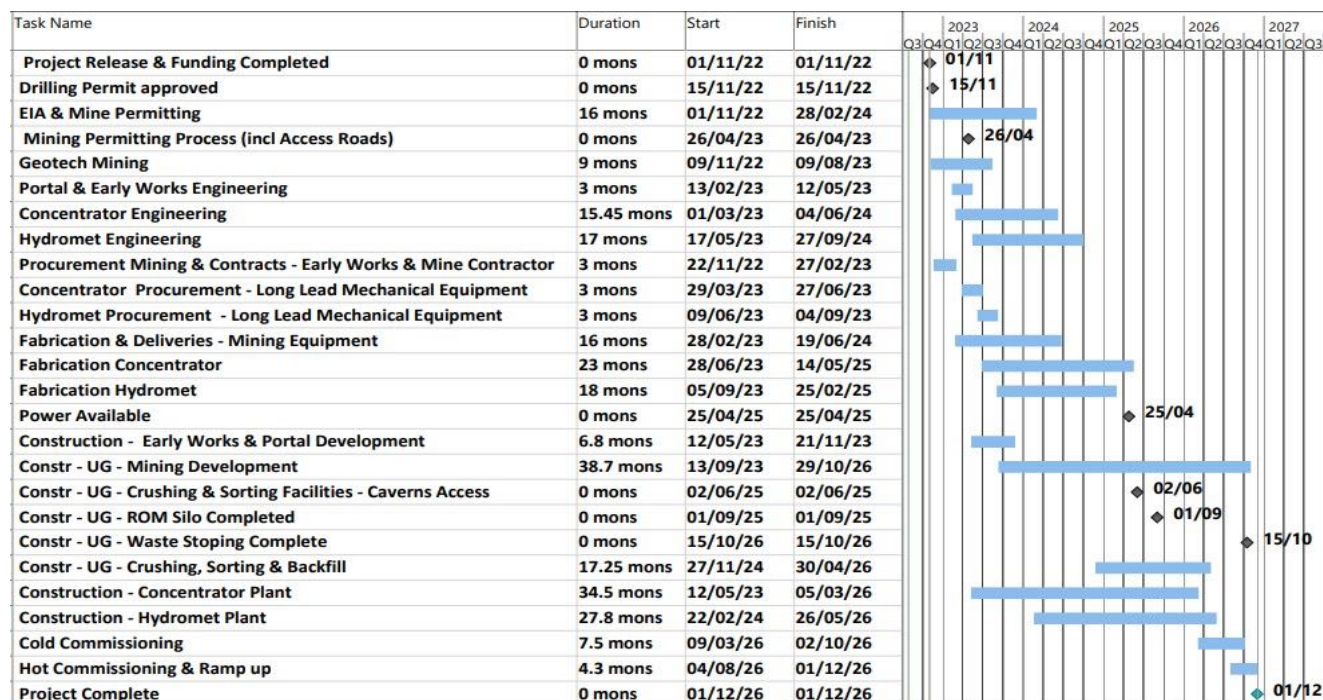 Task Name Duration Start Finish 2023 2024 2025 2026 2027
Q3 Q4 Q1 Q2 Q3 Q4 Q1 Q2 Q3 Q4 Q1 Q2 Q3 Q4 Q1 Q2 Q3 Q4 Q1 Q2 Q3
Project Release & Funding Completed 0 mons 01/11/22 01/11/22 01/11
Drilling Permit approved 0 mons 15/11/22 15/11/22 15/11
EIA & Mine Permitting 16 mons 01/11/22 28/02/24
Mining Permitting Process (incl Access Roads) 0 mons 26/04/23 26/04/23 26/04
Geotech Mining 9 mons 09/11/22 09/08/23
Portal & Early Works Engineering 3 mons 13/02/23 12/05/23
Concentrator Engineering 15.45 mons 01/03/23 04/06/24
Hydromet Engineering 17 mons 17/05/23 27/09/24
Procurement Mining & Contracts - Early Works & Mine Contractor 3 mons 22/11/22 27/02/23
Concentrator Procurement - Long Lead Mechanical Equipment 3 mons 29/03/23 27/06/23
Hydromet Procurement - Long Lead Mechanical Equipment 3 mons 09/06/23 04/09/23
Fabrication & Deliveries - Mining Equipment 16 mons 28/02/23 19/06/24
Fabrication Concentrator 23 mons 28/06/23 14/05/25
Fabrication Hydromet 18 mons 05/09/23 25/02/25
Power Available 0 mons 25/04/25 25/04/25 25/04
Construction - Early Works & Portal Development 6.8 mons 12/05/23 21/11/23
Constr - UG - Mining Development 38.7 mons 13/09/23 29/10/26
Constr - UG - Crushing & Sorting Facilities - Caverns Access 0 mons 02/06/25 02/06/25 02/06
Constr - UG - ROM Silo Completed 0 mons 01/09/25 01/09/25 01/09
Constr - UG - Waste Stoping Complete 0 mons 15/10/26 15/10/26 15/10
Constr - UG - Crushing, Sorting & Backfill 17.25 mons 27/11/24 30/04/26
Construction - Concentrator Plant 34.5 mons 12/05/23 05/03/26
Construction - Hydromet Plant 27.8 mons 22/02/24 26/05/26
Cold Commissioning 7.5 mons 09/03/26 02/10/26
Hot Commissioning & Ramp up 4.3 mons 04/08/26 01/12/26
Project Complete 0 mons 01/12/26 01/12/26 01/12